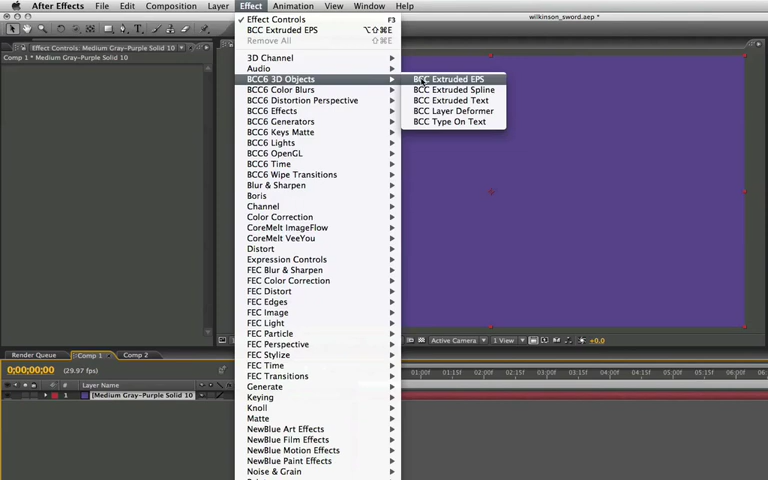 After Effects File Edit Composition Layer Effect Animation View Window Help
wilkinson_sword.aep *
Effect Controls: Medium Gray-Purple Solid 10
Comp 1 * Medium Gray-Purple Solid 10
✓ Effect Controls F3
BCC Extruded EPS ⌥⇧⌘E
Remove All ⇧⌘E
3D Channel
Audio
BCC6 3D Objects
BCC6 Color Blurs
BCC6 Distortion Perspective
BCC6 Effects
BCC6 Generators
BCC6 Keys Matte
BCC6 Lights
BCC6 OpenGL
BCC6 Time
BCC6 Wipe Transitions
Blur & Sharpen
Boris
Channel
Color Correction
CoreMelt ImageFlow
CoreMelt VeeYou
Distort
Expression Controls
FEC Blur & Sharpen
FEC Color Correction
FEC Distort
FEC Edges
FEC Image
FEC Light
FEC Particle
FEC Perspective
FEC Stylize
FEC Time
FEC Transitions
Generate
Keying
Knoll
Matte
NewBlue Art Effects
NewBlue Film Effects
NewBlue Motion Effects
NewBlue Paint Effects
Noise & Grain
BCC Extruded EPS
BCC Extruded Spline
BCC Extruded Text
BCC Layer Deformer
BCC Type On Text
Active Camera 1 View +0.0
Render Queue Comp 1 Comp 2
0;00;00;00 (29.97 fps)
# Layer Name
1 [Medium Gray-Purple Solid 10
01:00f 01:15f 02:00f 02:15f 03:00f 03:15f 04:00f 04:15f 05:00f 05:15f